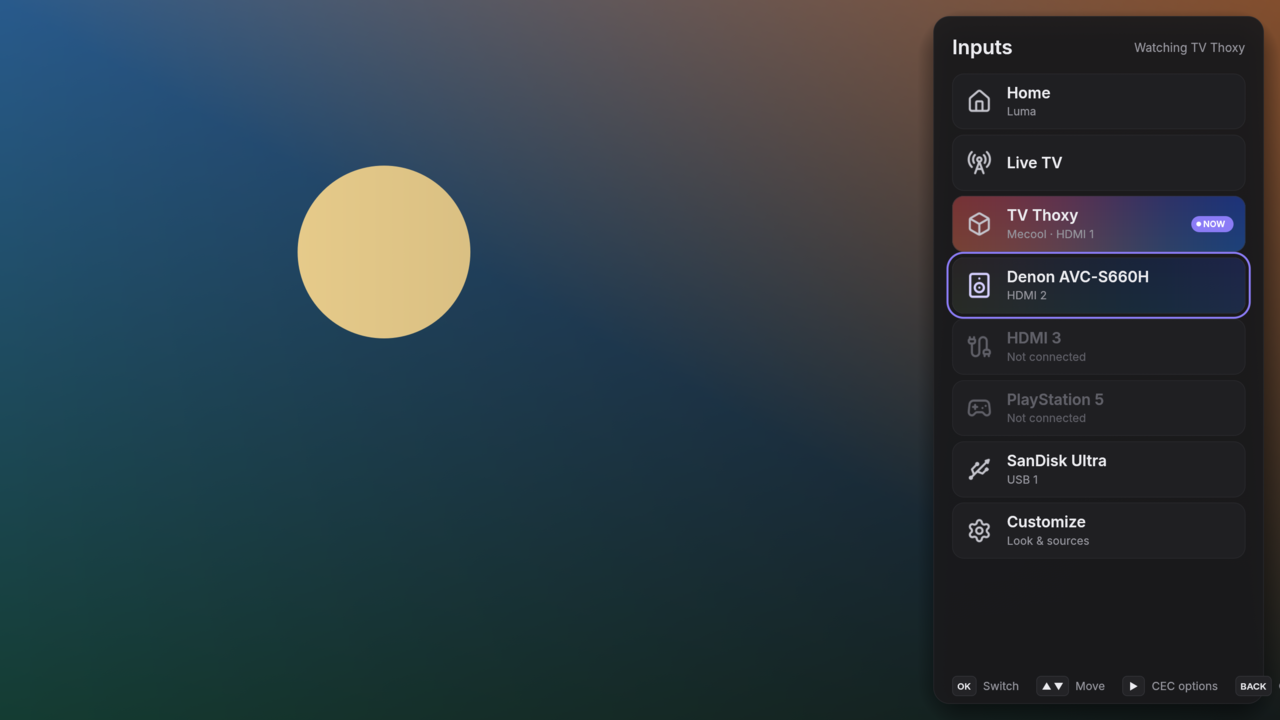 Inputs
Watching TV Thoxy
Home
Luma
Live TV
TV Thoxy
Mecool · HDMI 1
NOW
Denon AVC-S660H
HDMI 2
HDMI 3
Not connected
PlayStation 5
Not connected
SanDisk Ultra
USB 1
Customize
Look & sources
OK Switch ▲▼ Move ▶ CEC options BACK